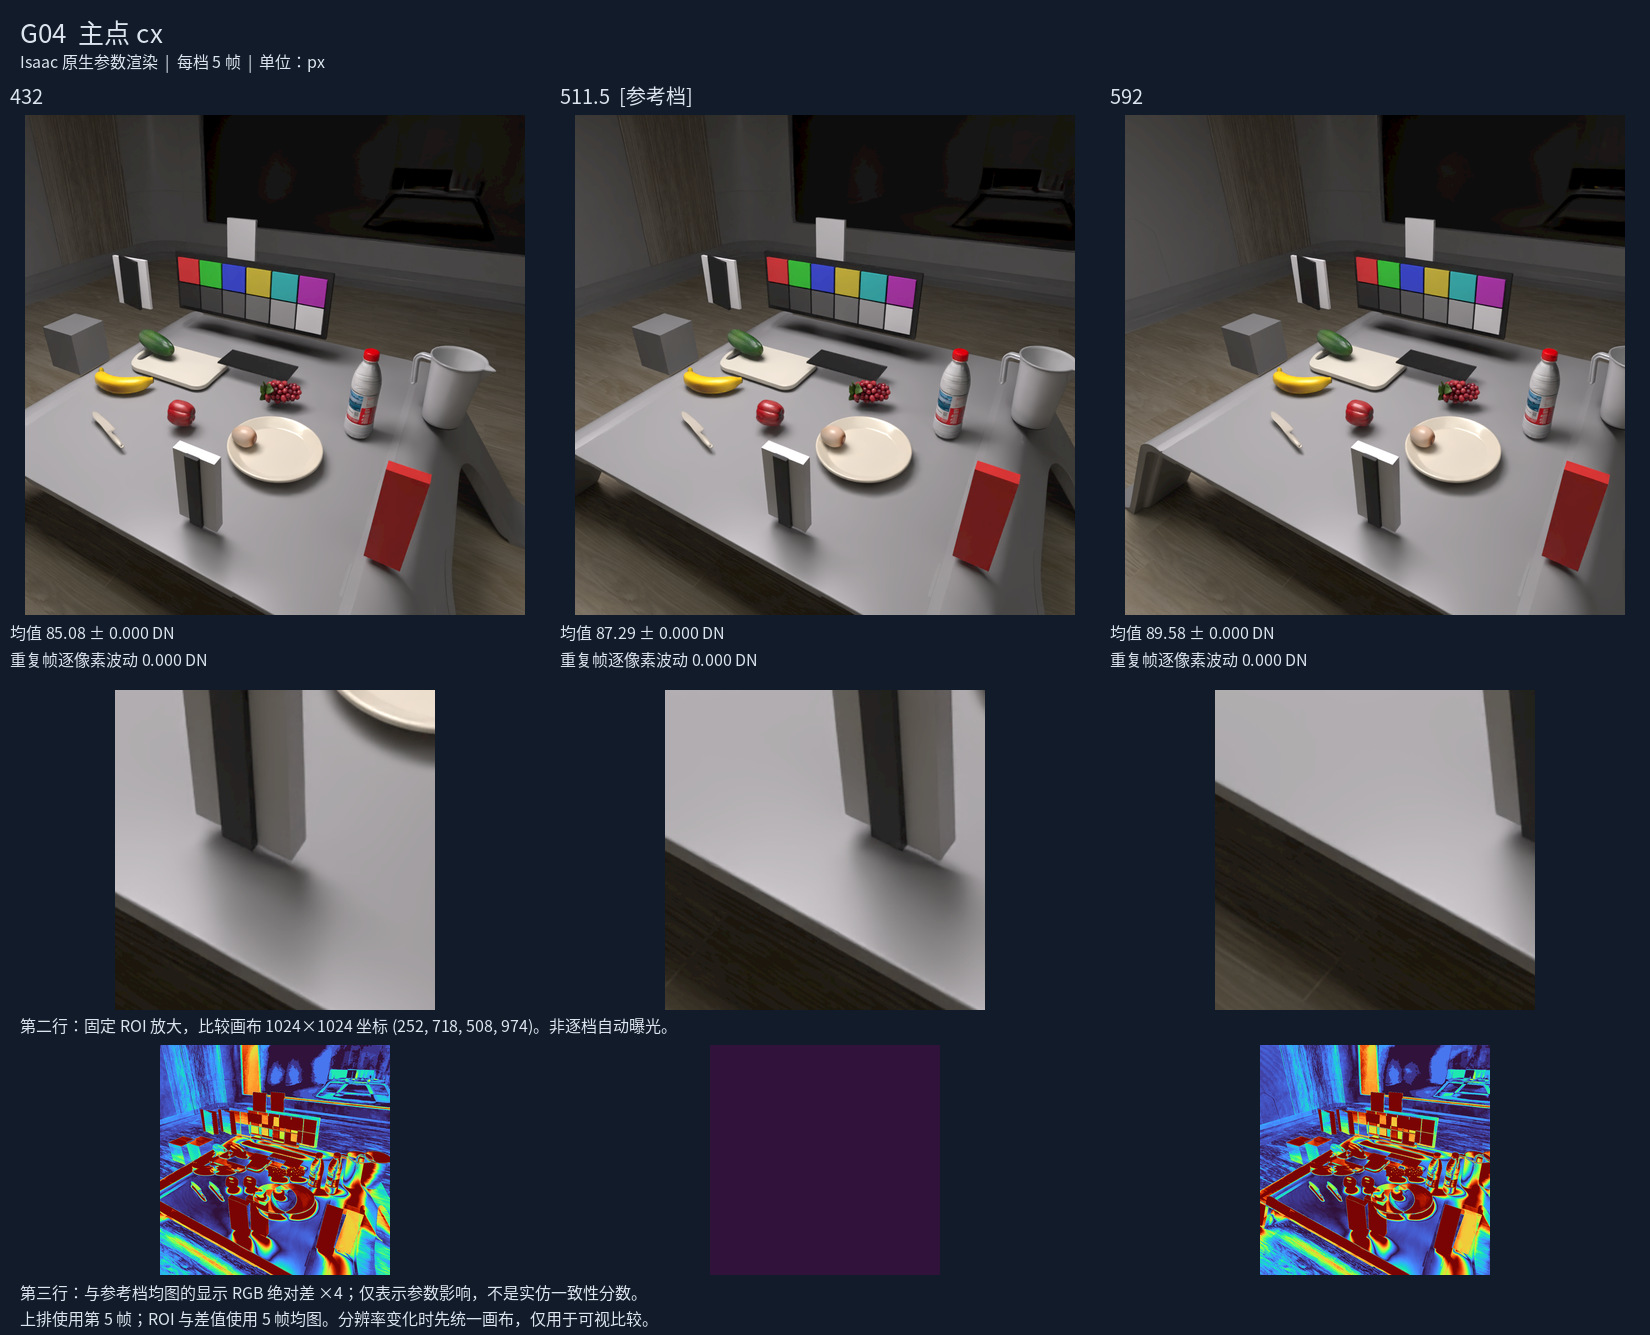 G04 主点 cx
Isaac 原生参数渲染 | 每档 5 帧 | 单位：px
432
511.5 [参考档]
592
均值 85.08 ± 0.000 DN
重复帧逐像素波动 0.000 DN
均值 87.29 ± 0.000 DN
重复帧逐像素波动 0.000 DN
均值 89.58 ± 0.000 DN
重复帧逐像素波动 0.000 DN
第二行：固定 ROI 放大，比较画布 1024×1024 坐标 (252, 718, 508, 974)。非逐档自动曝光。
第三行：与参考档均图的显示 RGB 绝对差 ×4；仅表示参数影响，不是实仿一致性分数。
上排使用第 5 帧；ROI 与差值使用 5 帧均图。分辨率变化时先统一画布，仅用于可视比较。